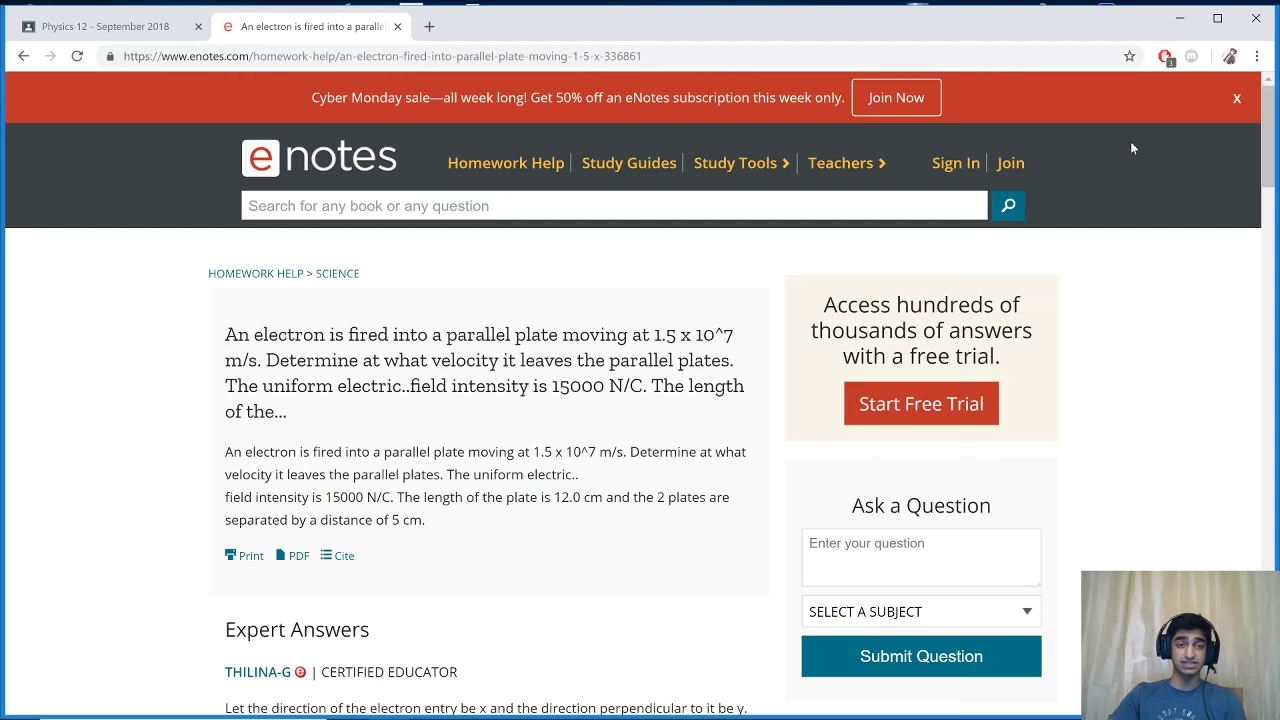 Physics 12 - September 2018
An electron is fired into a paralle
https://www.enotes.com/homework-help/an-electron-fired-into-parallel-plate-moving-1-5-x-336861
1
Cyber Monday sale—all week long! Get 50% off an eNotes subscription this week only.
Join Now
x
e notes
Homework Help
Study Guides
Study Tools
Teachers
Sign In
Join
Search for any book or any question
HOMEWORK HELP > SCIENCE
An electron is fired into a parallel plate moving at 1.5 x 10^7
m/s. Determine at what velocity it leaves the parallel plates.
The uniform electric..field intensity is 15000 N/C. The length
of the...
An electron is fired into a parallel plate moving at 1.5 x 10^7 m/s. Determine at what
velocity it leaves the parallel plates. The uniform electric..
field intensity is 15000 N/C. The length of the plate is 12.0 cm and the 2 plates are
separated by a distance of 5 cm.
Print
PDF
Cite
Expert Answers
THILINA-G e | CERTIFIED EDUCATOR
Let the direction of the electron entry be x and the direction perpendicular to it be y.
Access hundreds of
thousands of answers
with a free trial.
Start Free Trial
Ask a Question
Enter your question
SELECT A SUBJECT
Submit Question